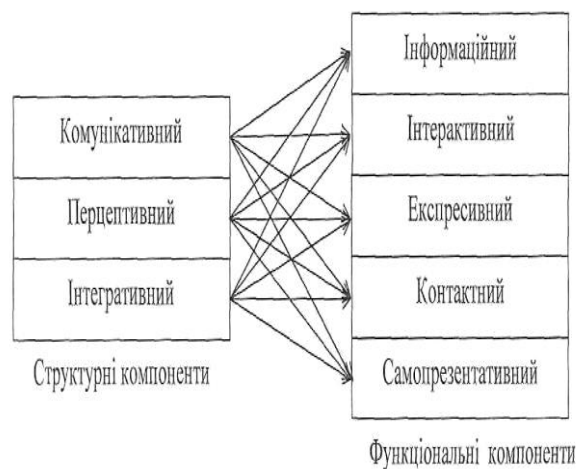 Комунікативний
Перцептивний
Інтегративний
Структурні компоненти
Інформаційний
Інтерактивний
Експресивний
Контактний
Самопрезентативний
Функціональні компоненти